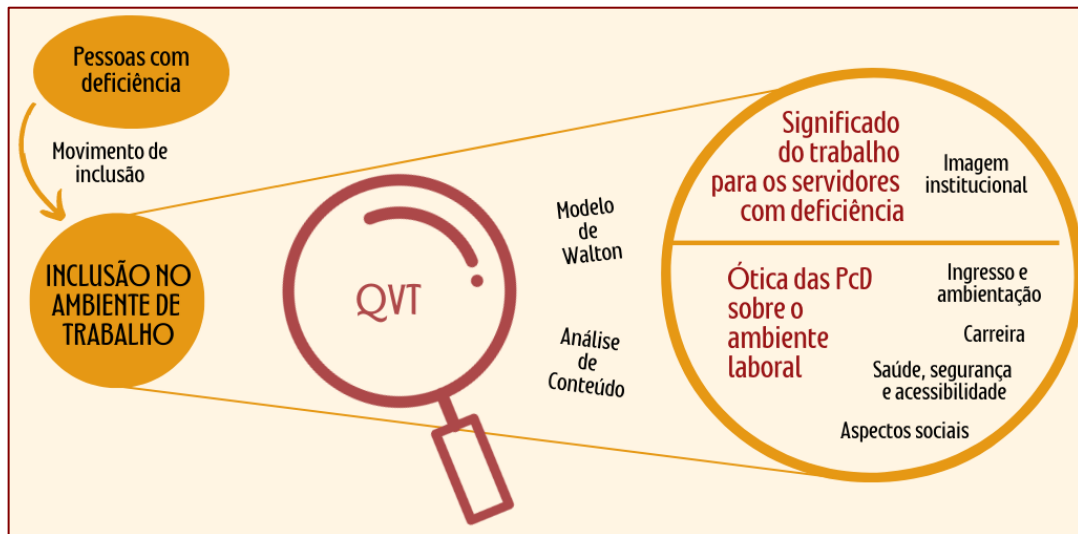 Pessoas com
deficiência
Movimento de
inclusão
INCLUSÃO NO
AMBIENTE DE
TRABALHO
QVT
Modelo
de
Walton
Análise
de
Conteúdo
Significado
do trabalho
para os servidores
com deficiência
Imagem
institucional
Ótica das PcD
sobre o
ambiente
laboral
Ingresso e
ambientação
Carreira
Saúde, segurança
e acessibilidade
Aspectos sociais